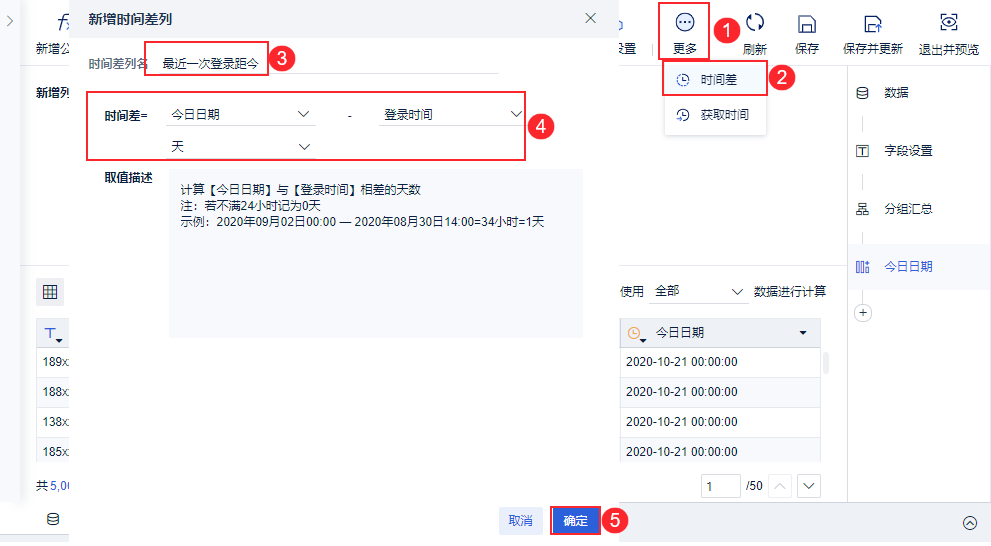 新增公
新增时间差列
设置
更多
刷新
保存
保存并更新
退出并预览
1
时间差列名
最近一次登录距今
3
时间差
2
获取时间
新增列
时间差=
今日日期
-
登录时间
天
4
取值描述
计算【今日日期】与【登录时间】相差的天数
注：若不满24小时记为0天
示例：2020年09月02日00:00 — 2020年08月30日14:00=34小时=1天
数据
字段设置
分组汇总
今日日期
使用 全部 数据进行计算
T
今日日期
189x
2020-10-21 00:00:00
188x
2020-10-21 00:00:00
138x
2020-10-21 00:00:00
185x
2020-10-21 00:00:00
共 5,00
1 /50
取消
确定
5